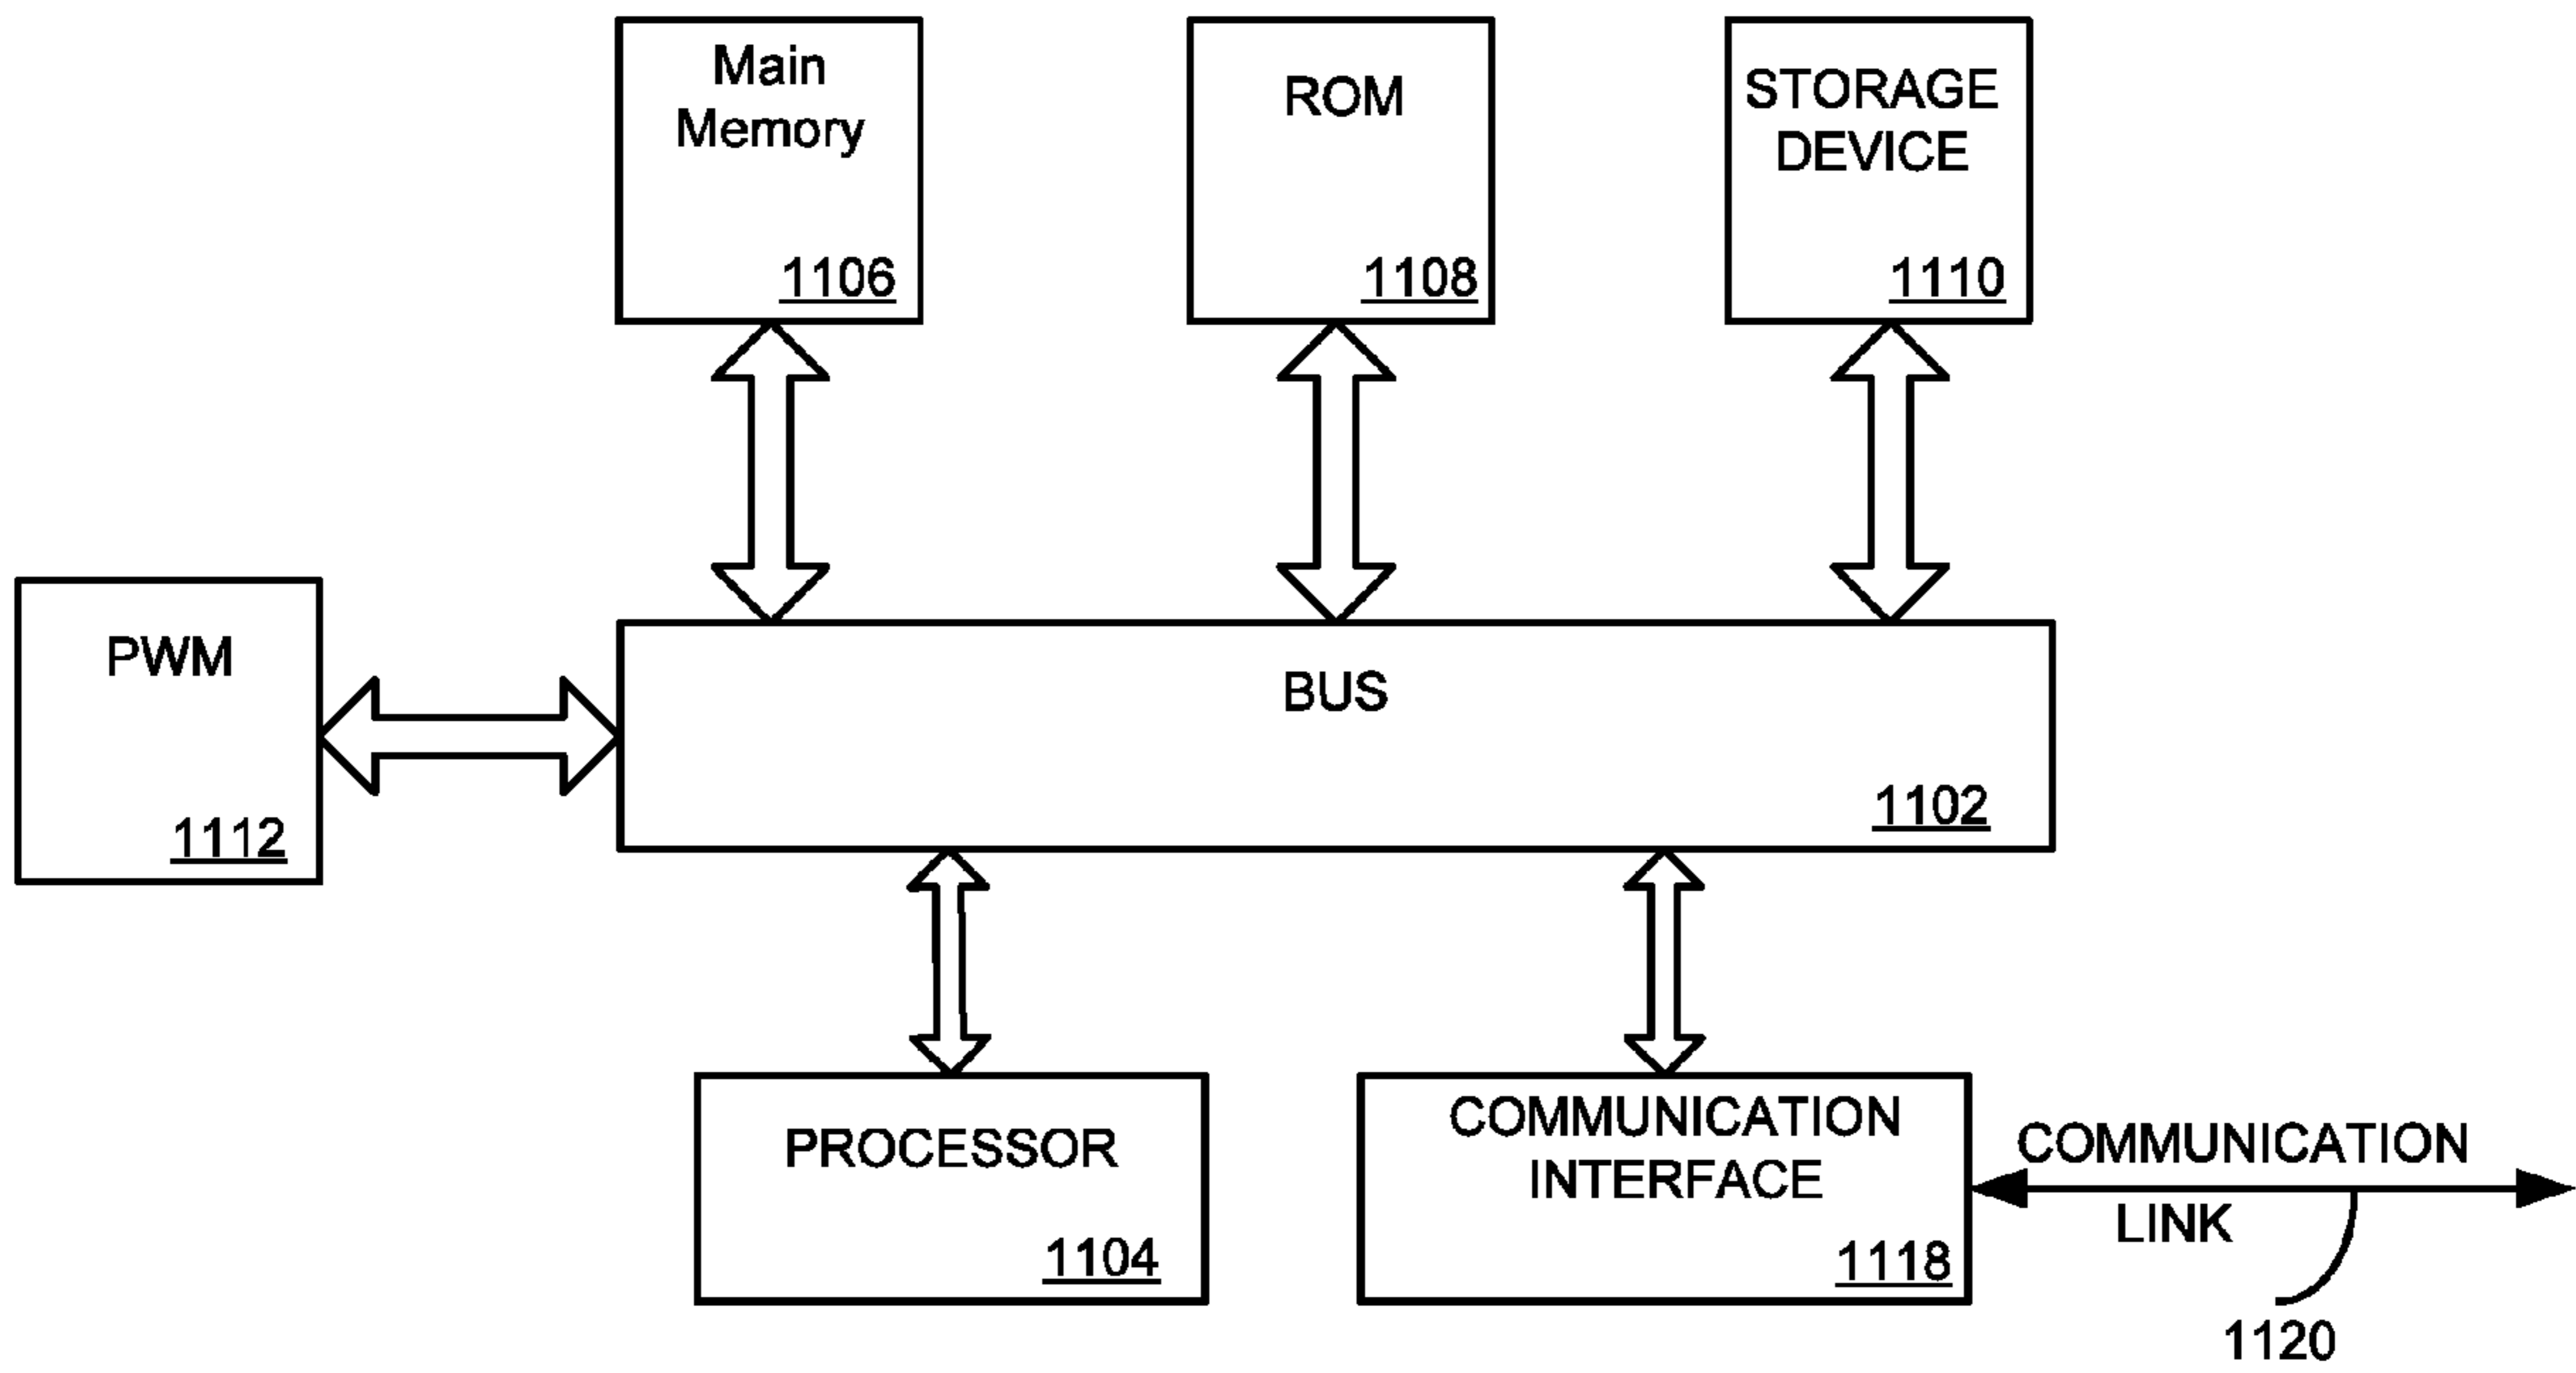 Main
Memory
1106
ROM
1108
STORAGE
DEVICE
1110
PWM
1112
BUS
1102
PROCESSOR
1104
COMMUNICATION
INTERFACE
1118
COMMUNICATION
LINK
1120